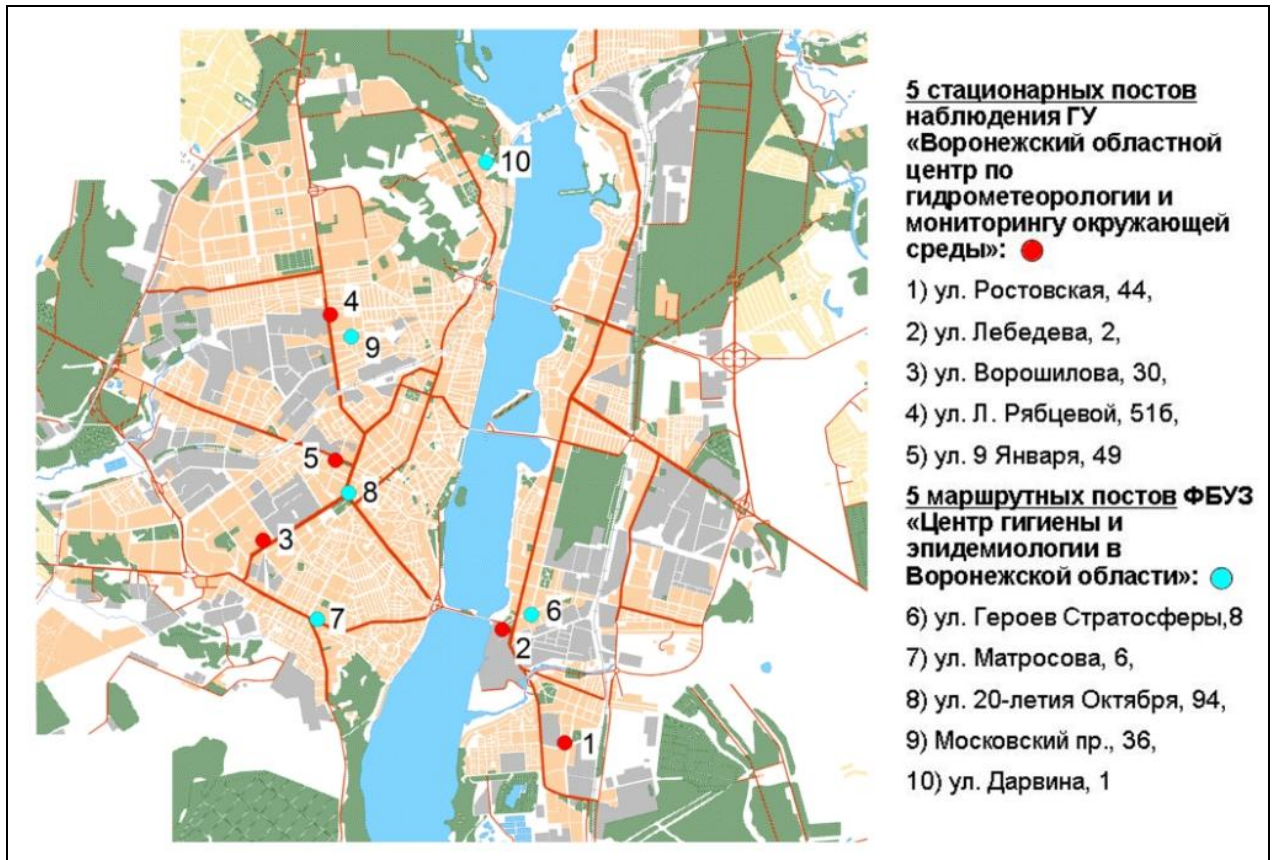 10
4
9
5
8
3
7
6
2
1
5 стационарных постов
наблюдения ГУ
«Воронежский областной
центр по
гидрометеорологии и
мониторингу окружающей
среды»:
1) ул. Ростовская, 44,
2) ул. Лебедева, 2,
3) ул. Ворошилова, 30,
4) ул. Л. Рябцевой, 51б,
5) ул. 9 Января, 49
5 маршрутных постов ФБУЗ
«Центр гигиены и
эпидемиологии в
Воронежской области»:
6) ул. Героев Стратосферы,8
7) ул. Матросова, 6,
8) ул. 20-летия Октября, 94,
9) Московский пр., 36,
10) ул. Дарвина, 1